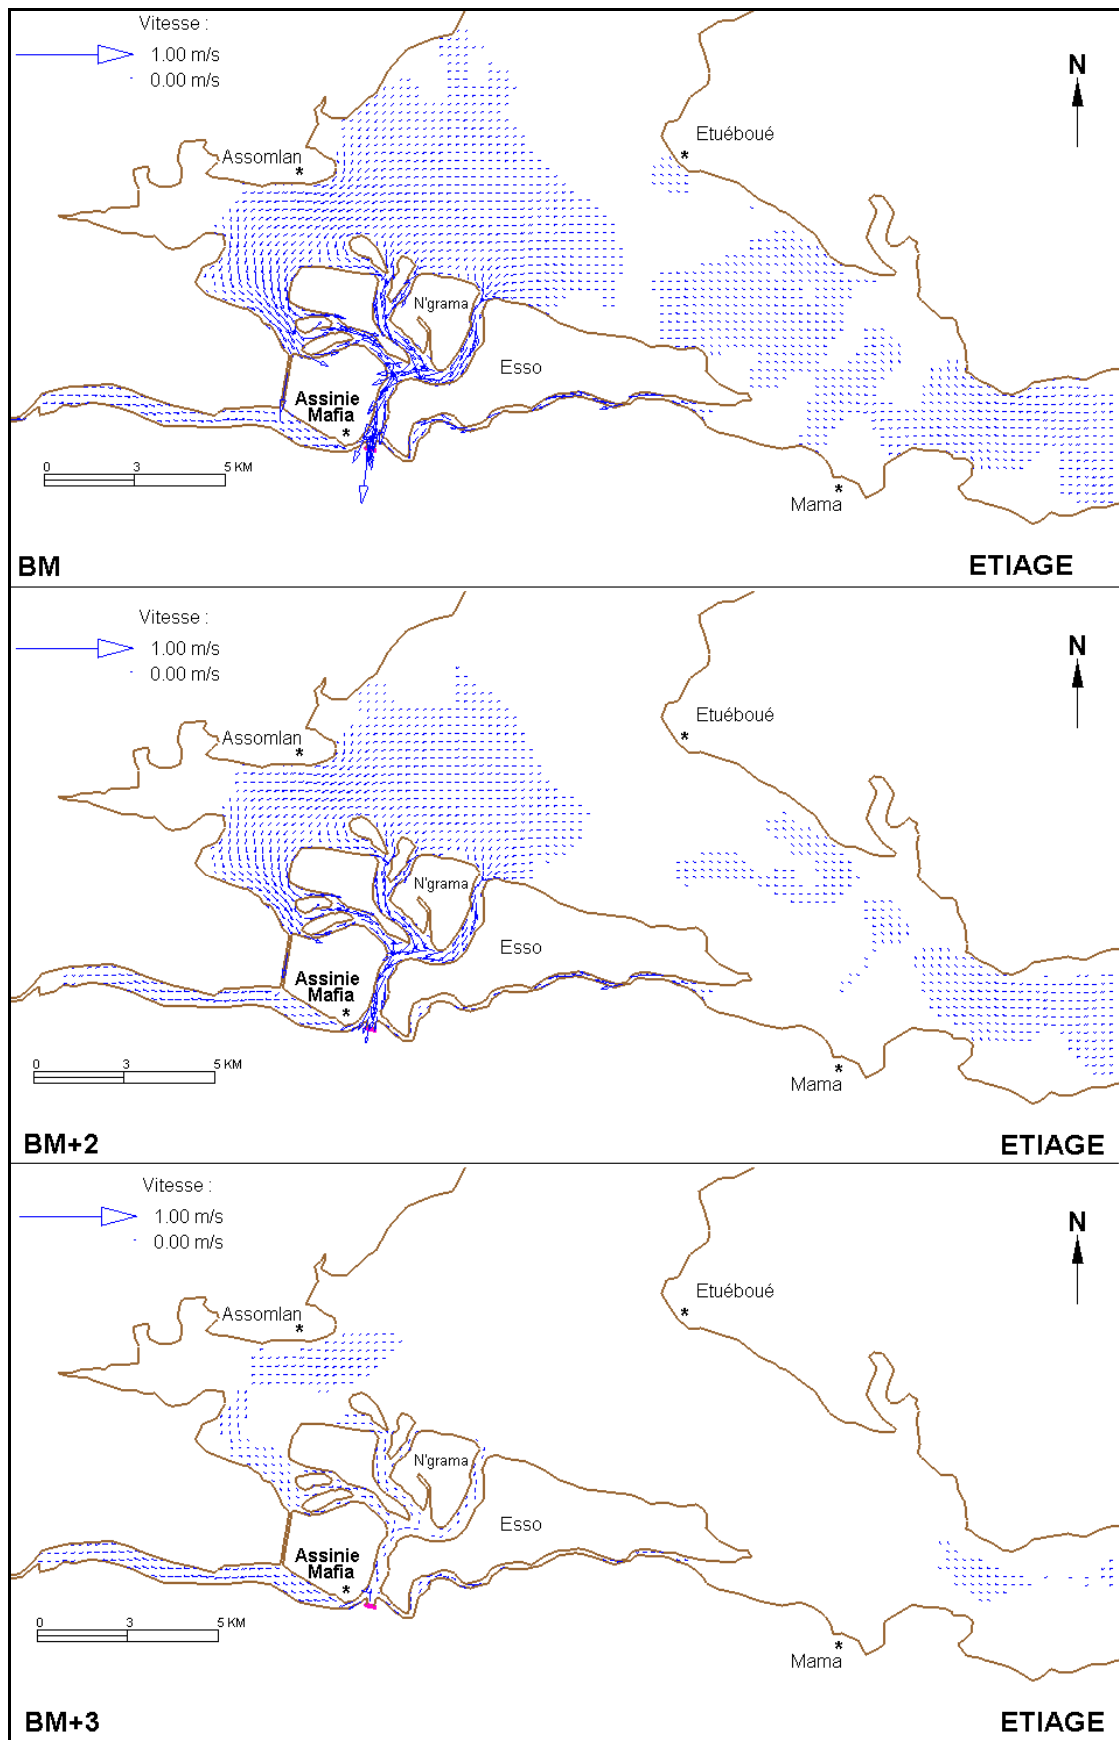 Vitesse :
1.00 m/s
0.00 m/s
N
Etuéboué
*
Assomlan
*
N'grama
Esso
Assinie
Mafia
*
0 3 5 KM
*
Mama
BM
ETIAGE
Vitesse :
1.00 m/s
0.00 m/s
N
Etuéboué
*
Assomlan
*
N'grama
Esso
Assinie
Mafia
*
0 3 5 KM
*
Mama
BM+2
ETIAGE
Vitesse :
1.00 m/s
0.00 m/s
N
Etuéboué
*
Assomlan
*
N'grama
Esso
Assinie
Mafia
*
0 3 5 KM
*
Mama
BM+3
ETIAGE